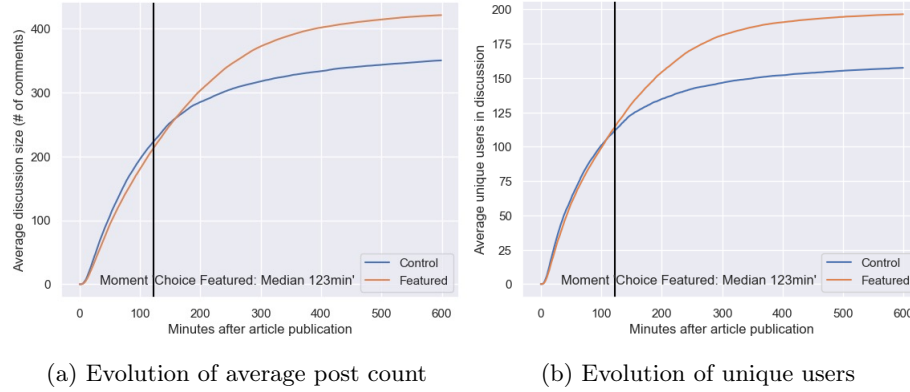 400
300
200
100
0
Average discussion size (# of comments)
Moment 'Choice Featured: Median 123min'
Control
Featured
0 100 200 300 400 500 600
Minutes after article publication
(a) Evolution of average post count
200
175
150
125
100
75
50
25
0
Average unique users in discussion
Moment 'Choice Featured: Median 123min'
Control
Featured
0 100 200 300 400 500 600
Minutes after article publication
(b) Evolution of unique users